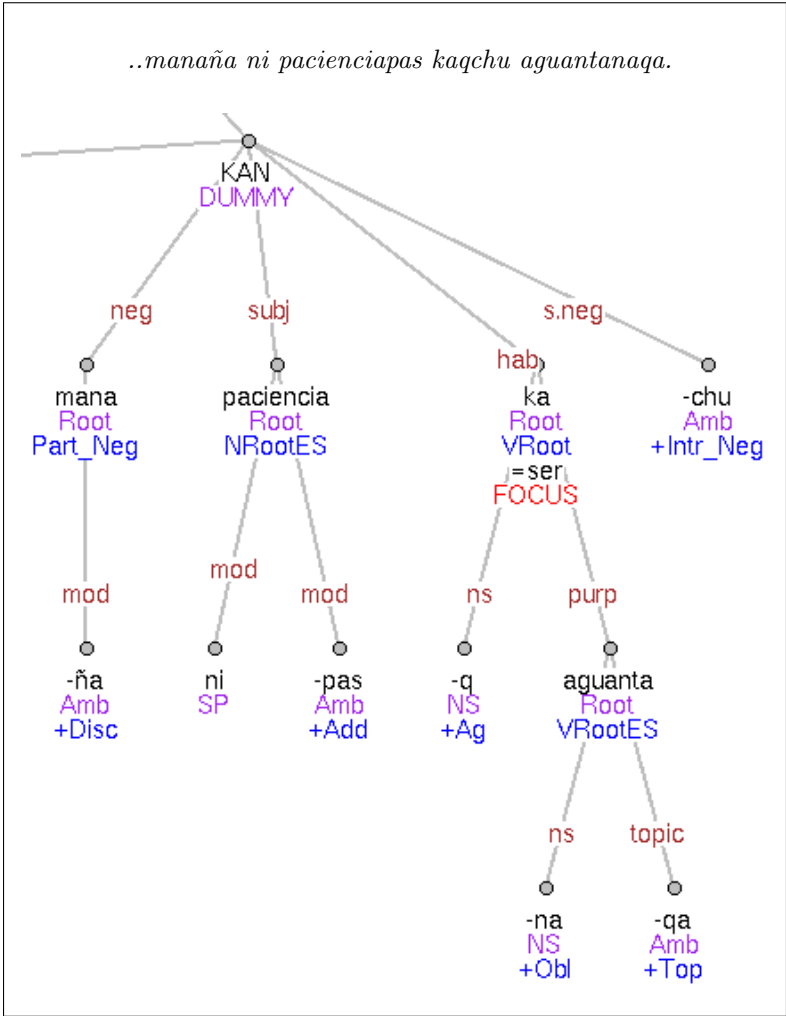 ..manaña ni pacienciapas kaqchu aguantanaqa.
KAN
DUMMY
neg subj s.neg
hab
mana paciencia ka -chu
Root Root Root Amb
Part_Neg NRootES VRoot +Intr_Neg
=ser
FOCUS
mod mod mod ns purp
-ña ni -pas -q aguanta
Amb SP Amb NS Root
+Disc +Add +Ag VRootES
ns topic
-na -qa
NS Amb
+Obl +Top